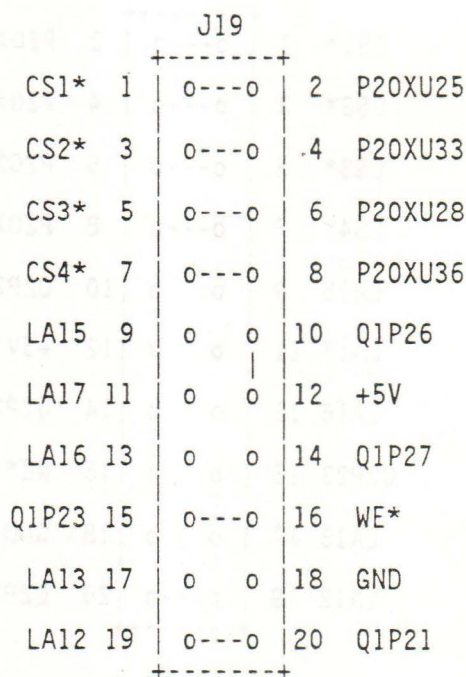 J19
CS1* 1 o---o 2 P20XU25
CS2* 3 o---o 4 P20XU33
CS3* 5 o---o 6 P20XU28
CS4* 7 o---o 8 P20XU36
LA15 9 o o 10 Q1P26
LA17 11 o o 12 +5V
LA16 13 o o 14 Q1P27
Q1P23 15 o---o 16 WE*
LA13 17 o o 18 GND
LA12 19 o---o 20 Q1P21